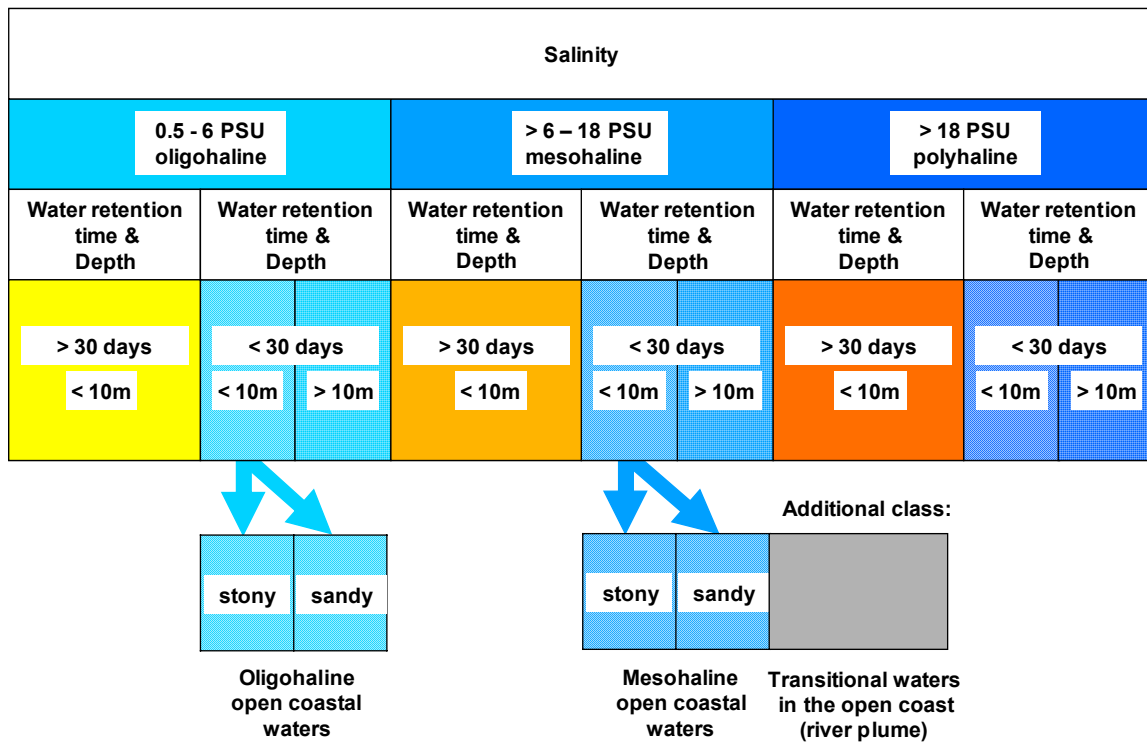 Salinity
0.5 - 6 PSU
oligohaline
> 6 – 18 PSU
mesohaline
> 18 PSU
polyhaline
Water retention
time &
Depth
Water retention
time &
Depth
Water retention
time &
Depth
Water retention
time &
Depth
Water retention
time &
Depth
Water retention
time &
Depth
> 30 days
< 10m
< 30 days
< 10m
> 10m
> 30 days
< 10m
< 30 days
< 10m
> 10m
> 30 days
< 10m
< 30 days
< 10m
> 10m
stony
sandy
Oligohaline
open coastal
waters
stony
sandy
Mesohaline
open coastal
waters
Additional class:
Transitional waters
in the open coast
(river plume)